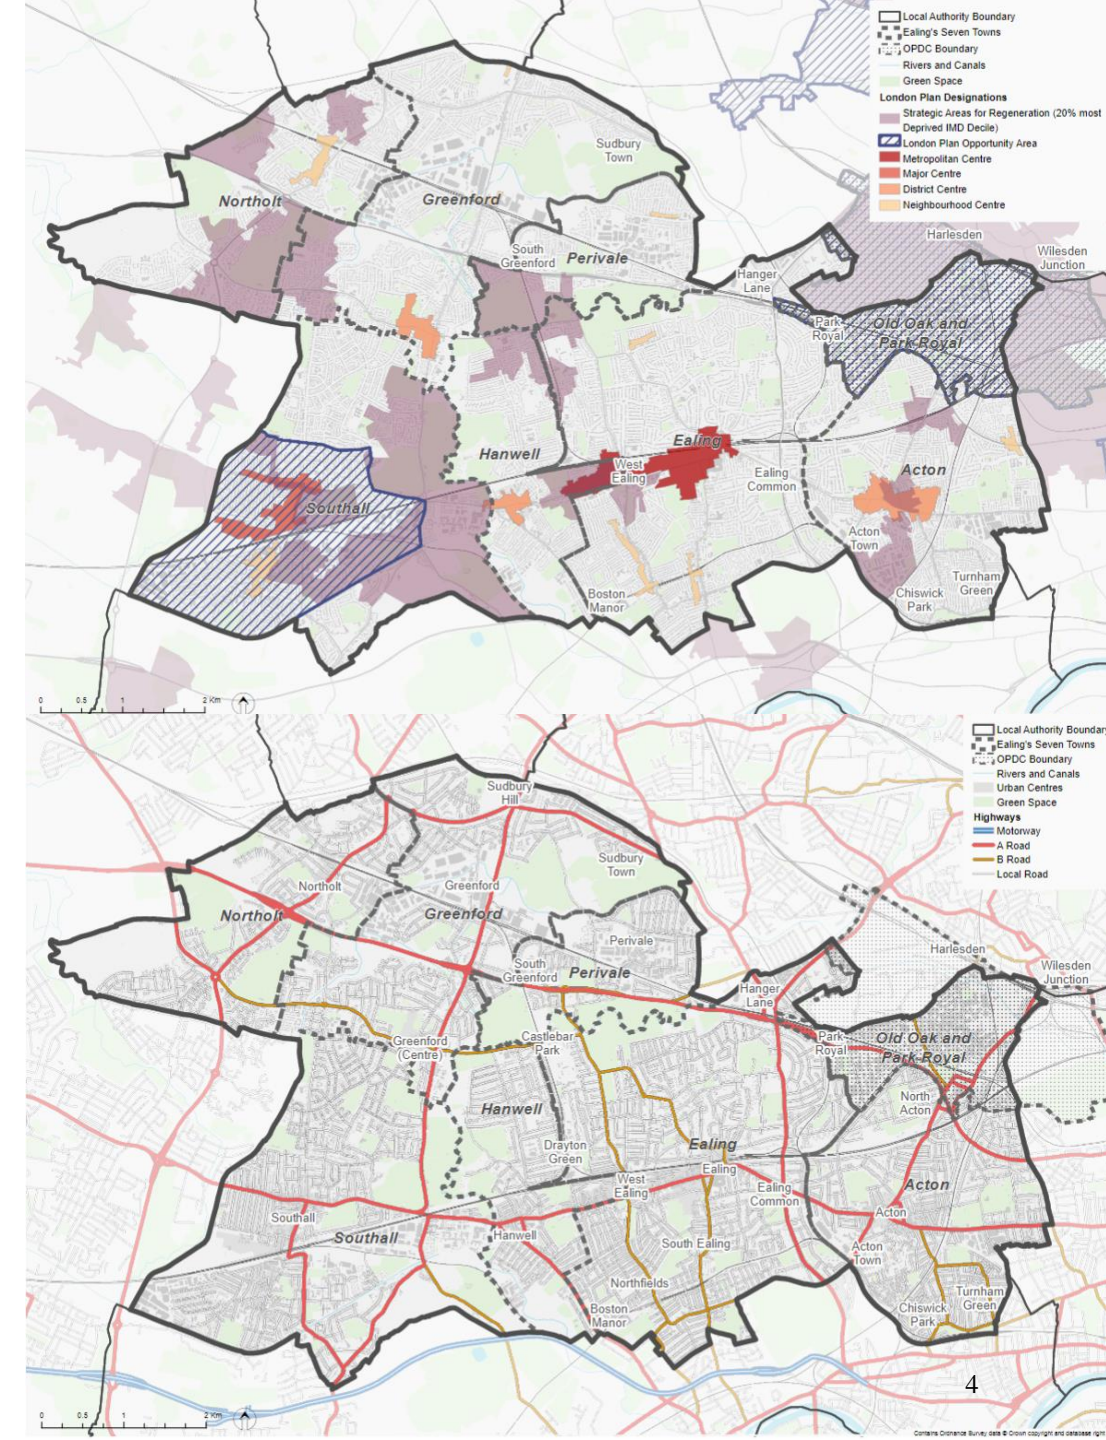 Local Authority Boundary
Ealing's Seven Towns
OPDC Boundary
Rivers and Canals
Green Space
London Plan Designations
Strategic Areas for Regeneration (20% most
Deprived IMD Decile)
London Plan Opportunity Area
Metropolitan Centre
Major Centre
District Centre
Neighbourhood Centre
Sudbury
Town
Northolt
Greenford
South
Greenford
Perivale
Harlesden
Wilesden
Junction
Hanger
Lane
Park
Royal
Old Oak and
Park Royal
Hanwell
Ealing
West
Ealing
Ealing
Common
Acton
Southall
Acton
Town
Boston
Manor
Chiswick
Park
Turnham
Green
0 0.5 1 2 Km
Local Authority Boundary
Ealing's Seven Towns
OPDC Boundary
Rivers and Canals
Urban Centres
Green Space
Highways
Motorway
A Road
B Road
Local Road
Sudbury
Hill
Sudbury
Town
Northolt
Greenford
Northolt
Greenford
Perivale
South
Greenford
Perivale
Harlesden
Wilesden
Junction
Hanger
Lane
Greenford
(Centre)
Castlebar
Park
Park
Royal
Old Oak and
Park Royal
North
Acton
Hanwell
Drayton
Green
Ealing
Ealing
West
Ealing
Ealing
Common
Acton
Acton
Southall
Southall
Hanwell
South Ealing
Acton
Town
Northfields
Boston
Manor
Chiswick
Park
Turnham
Green
4
0 0.5 1 2 Km
Contains Ordnance Survey data © Crown copyright and database right